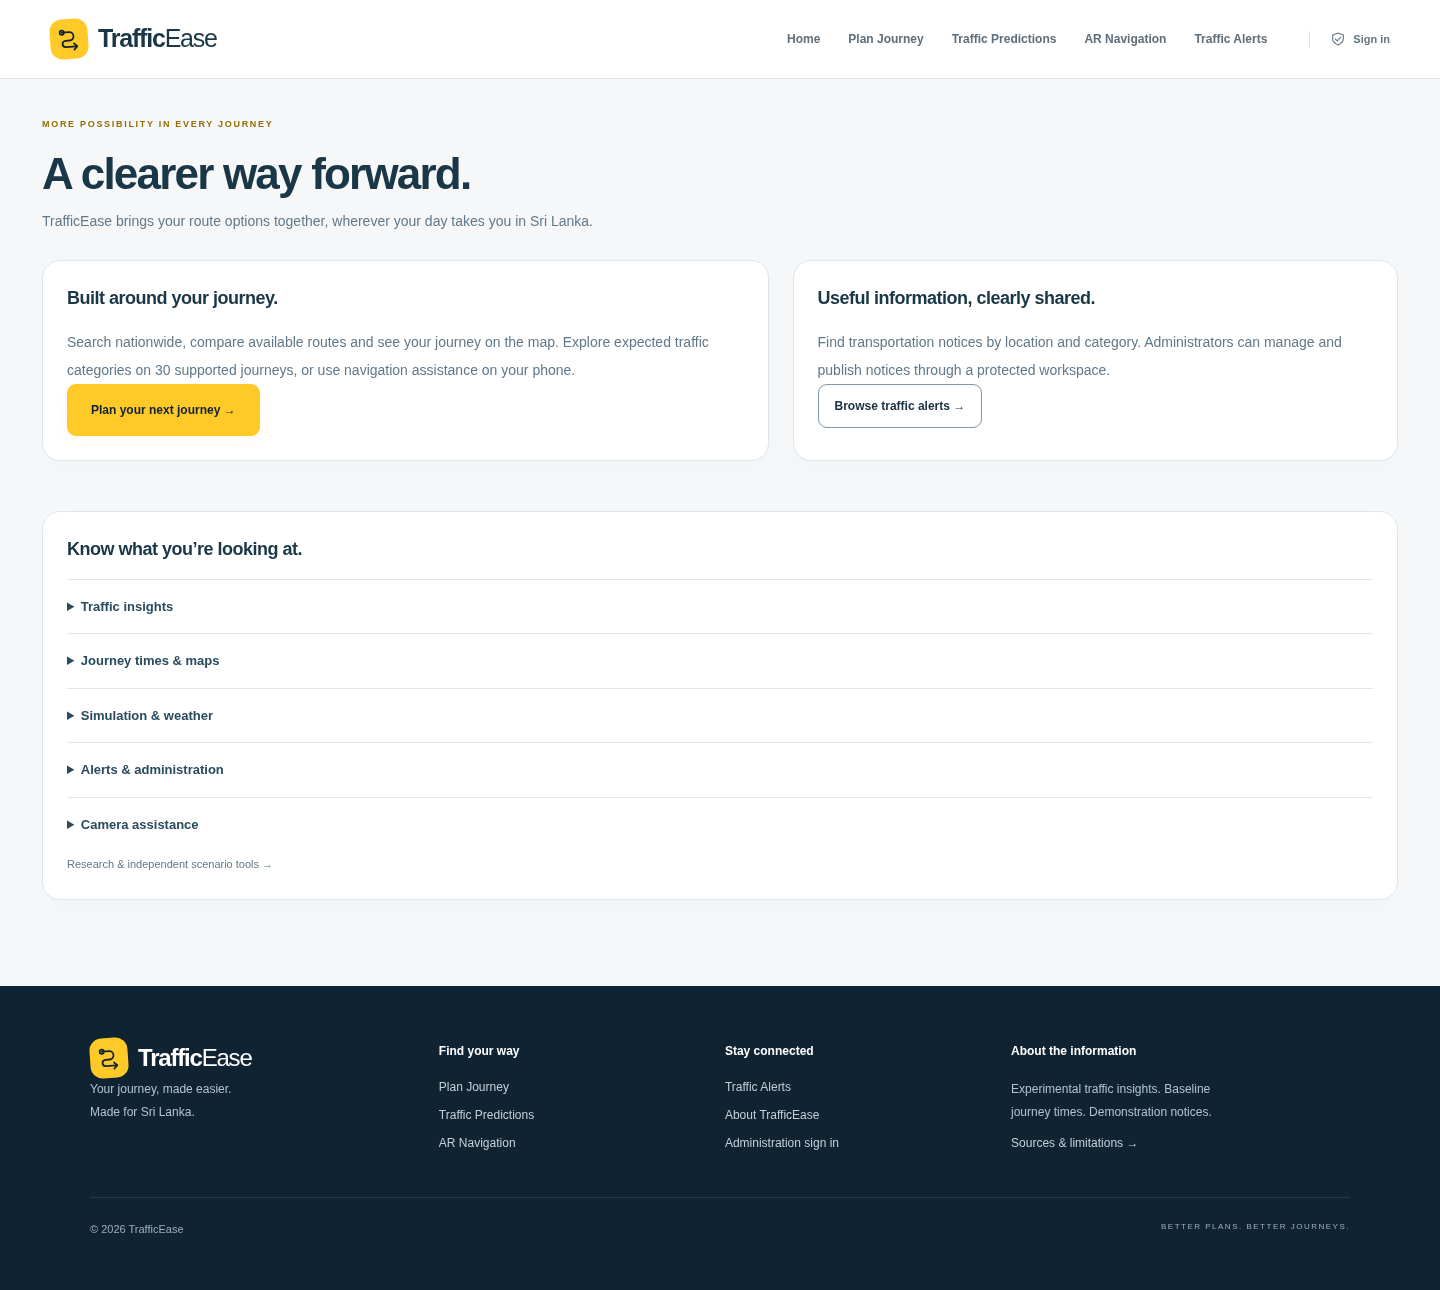 TrafficEase
Home
Plan Journey
Traffic Predictions
AR Navigation
Traffic Alerts
Sign in
MORE POSSIBILITY IN EVERY JOURNEY
A clearer way forward.
TrafficEase brings your route options together, wherever your day takes you in Sri Lanka.
Built around your journey.
Search nationwide, compare available routes and see your journey on the map. Explore expected traffic
categories on 30 supported journeys, or use navigation assistance on your phone.
Plan your next journey →
Useful information, clearly shared.
Find transportation notices by location and category. Administrators can manage and
publish notices through a protected workspace.
Browse traffic alerts →
Know what you’re looking at.
Traffic insights
Journey times & maps
Simulation & weather
Alerts & administration
Camera assistance
Research & independent scenario tools →
TrafficEase
Your journey, made easier.
Made for Sri Lanka.
Find your way
Plan Journey
Traffic Predictions
AR Navigation
Stay connected
Traffic Alerts
About TrafficEase
Administration sign in
About the information
Experimental traffic insights. Baseline
journey times. Demonstration notices.
Sources & limitations →
© 2026 TrafficEase
BETTER PLANS. BETTER JOURNEYS.